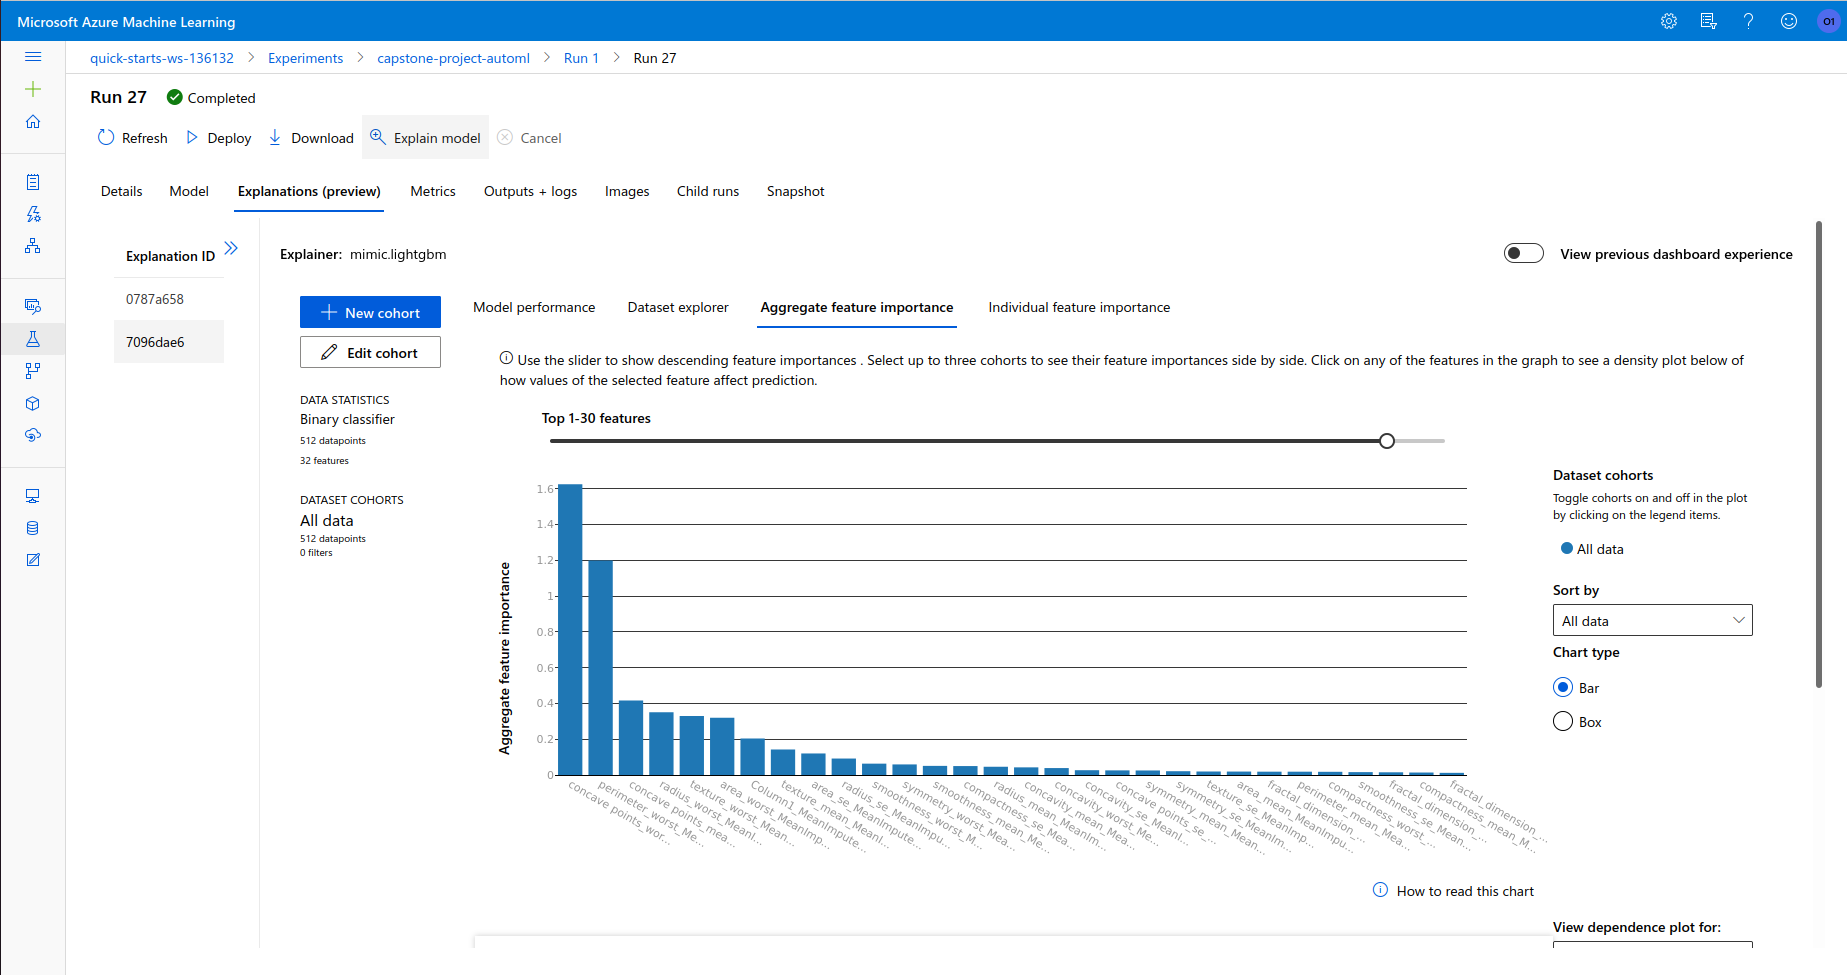 Microsoft Azure Machine Learning
O1
quick-starts-ws-136132 > Experiments > capstone-project-automl > Run 1 > Run 27
Run 27 Completed
Refresh Deploy Download Explain model Cancel
Details Model Explanations (preview) Metrics Outputs + logs Images Child runs Snapshot
Explanation ID
0787a658
7096dae6
Explainer: mimic.lightgbm
View previous dashboard experience
New cohort
Edit cohort
DATA STATISTICS
Binary classifier
512 datapoints
32 features
DATASET COHORTS
All data
512 datapoints
0 filters
Model performance Dataset explorer Aggregate feature importance Individual feature importance
Use the slider to show descending feature importances . Select up to three cohorts to see their feature importances side by side. Click on any of the features in the graph to see a density plot below of
how values of the selected feature affect prediction.
Top 1-30 features
Aggregate feature importance
1.6
1.4
1.2
1
0.8
0.6
0.4
0.2
0
concave points_wor...
perimeter_worst_Me...
concave points_mea...
radius_worst_MeanI...
texture_worst_Mean...
area_worst_MeanImp...
Column1_MeanImpute...
texture_mean_MeanI...
area_se_MeanImpute...
radius_se_MeanImpu...
smoothness_worst_M...
symmetry_worst_Mea...
smoothness_mean_Me...
compactness_se_Mea...
radius_mean_MeanIm...
concavity_mean_Mea...
concavity_worst_Me...
concavity_se_MeanI...
concave points_se_...
symmetry_mean_Mean...
symmetry_se_MeanIm...
texture_se_MeanImp...
area_mean_MeanImpu...
fractal_dimension_...
perimeter_mean_Mea...
compactness_worst_...
smoothness_se_Mean...
fractal_dimension_...
compactness_mean_M...
fractal_dimension_...
How to read this chart
Dataset cohorts
Toggle cohorts on and off in the plot
by clicking on the legend items.
All data
Sort by
All data
Chart type
Bar
Box
View dependence plot for: